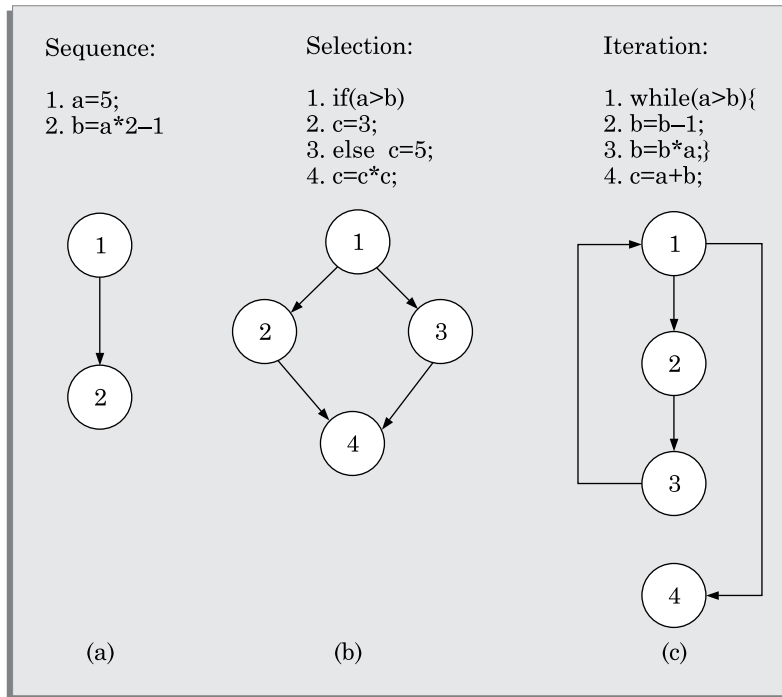 Sequence:
1. a=5;
2. b=a*2–1
Selection:
1. if(a>b)
2. c=3;
3. else c=5;
4. c=c*c;
Iteration:
1. while(a>b){
2. b=b–1;
3. b=b*a;}
4. c=a+b;
1
2
1
2
3
4
1
2
3
4
(a)
(b)
(c)